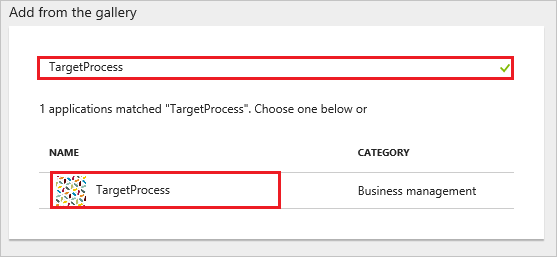 Add from the gallery
TargetProcess
1 applications matched "TargetProcess". Choose one below or
NAME CATEGORY
TargetProcess Business management